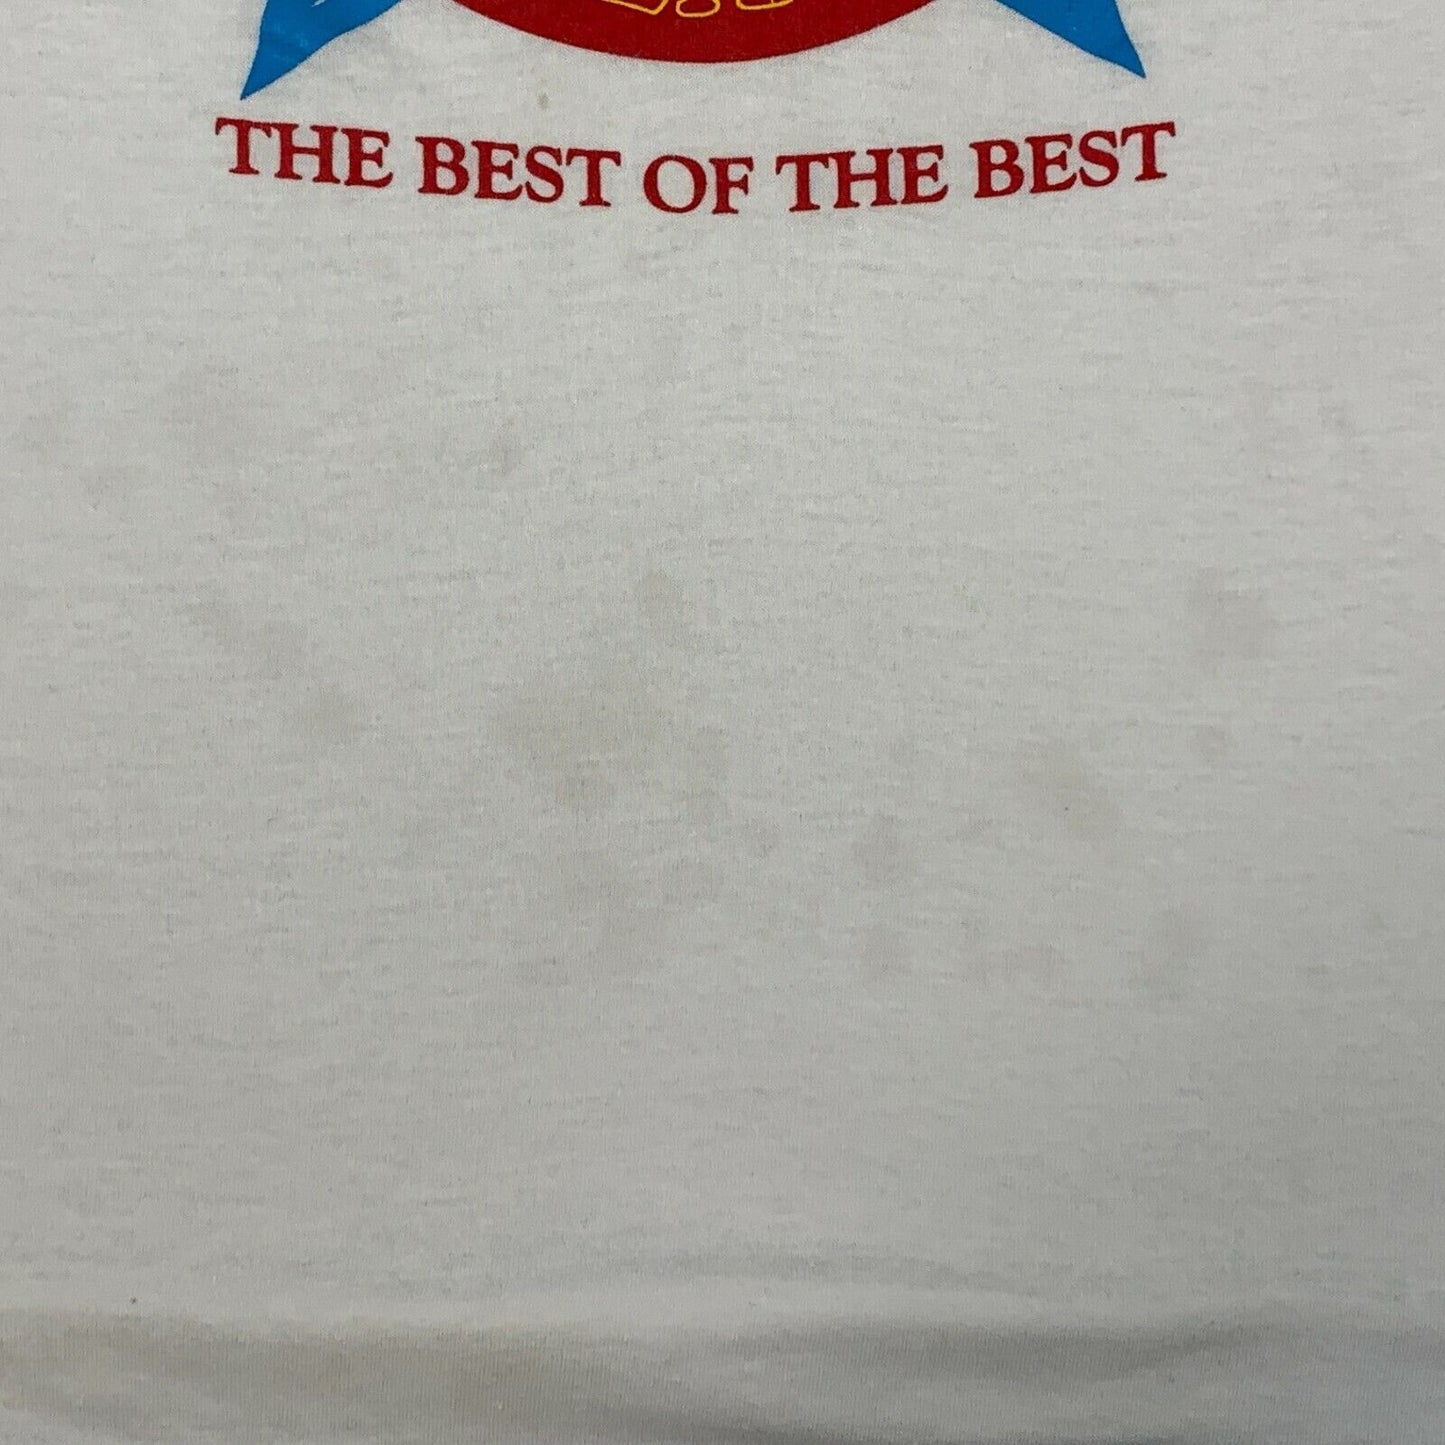 THE BEST OF THE BEST